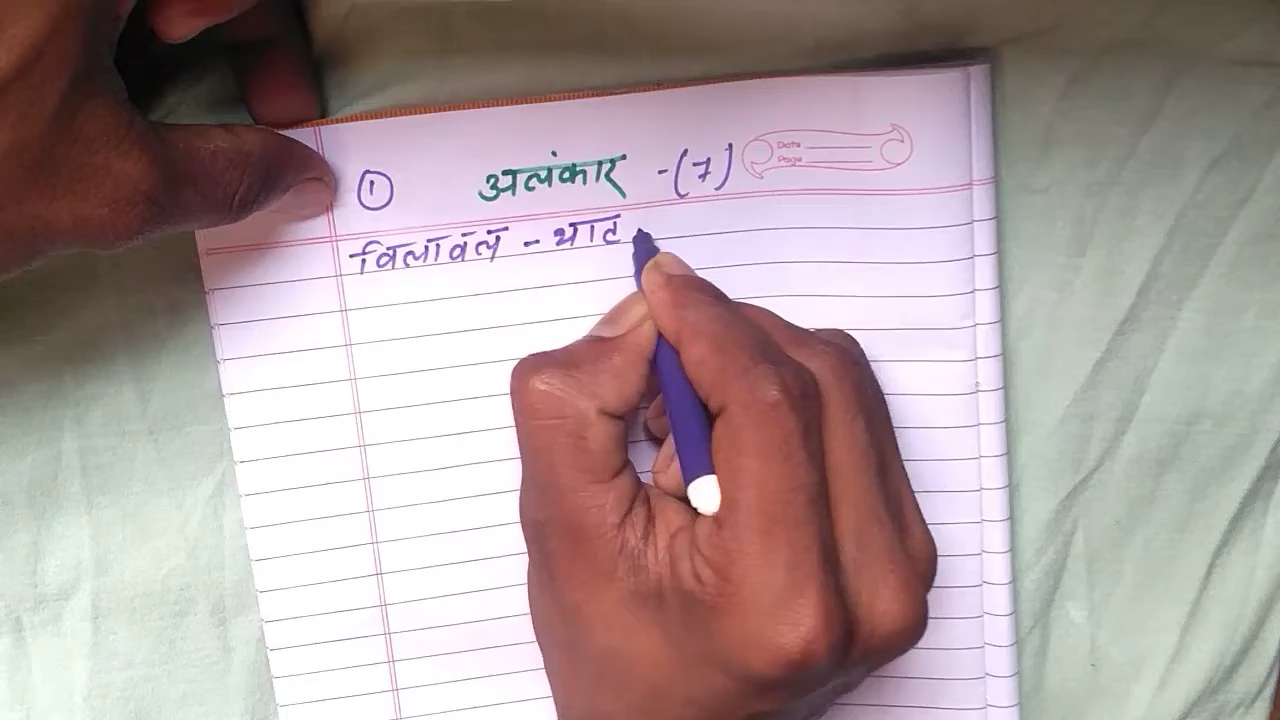 ① अलंकार - (7)
Date
Page
विलावल - थाट